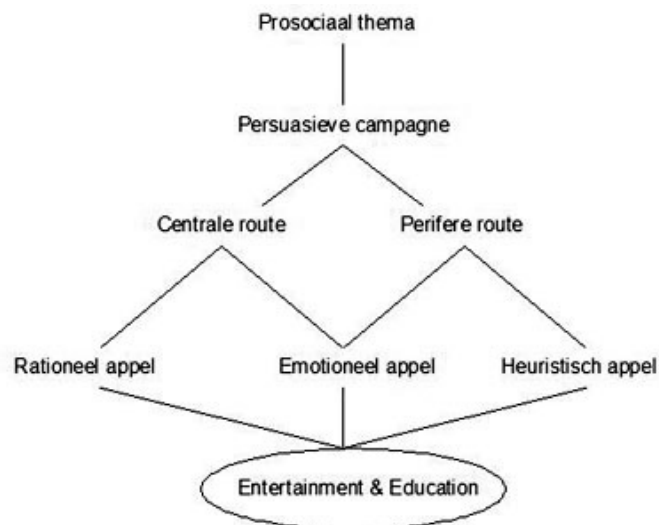 Prosociaal thema
Persuasieve campagne
Centrale route
Perifere route
Rationeel appel
Emotioneel appel
Heuristisch appel
Entertainment & Education